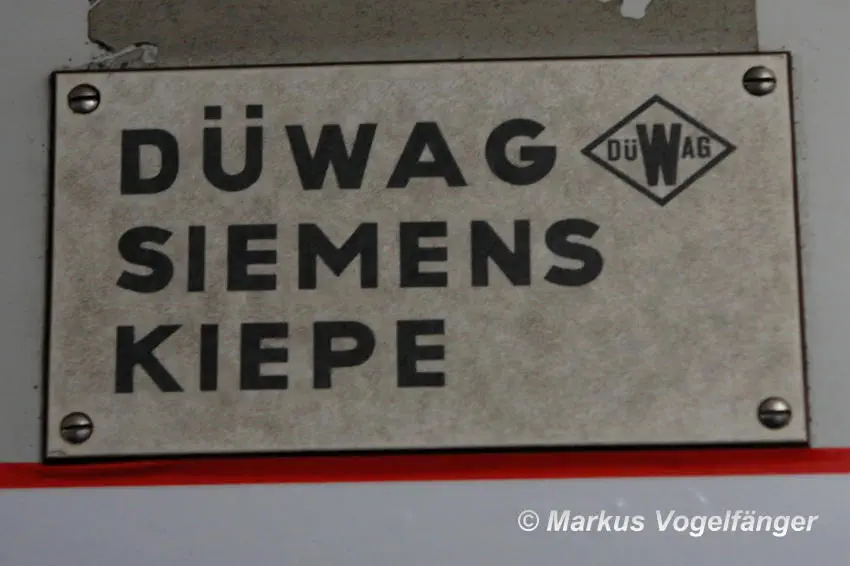 DÜWAG DÜWAG
SIEMENS
KIEPE
© Markus Vogelfänger